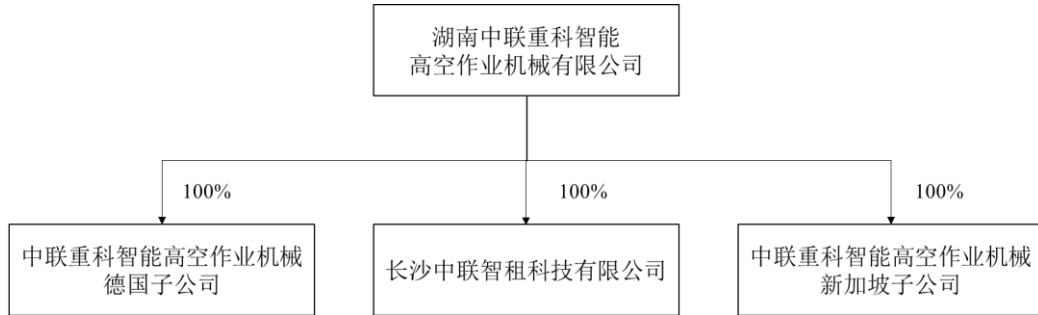 湖南中联重科智能
高空作业机械有限公司
100%
100%
100%
中联重科智能高空作业机械
德国子公司
长沙中联智租科技有限公司
中联重科智能高空作业机械
新加坡子公司